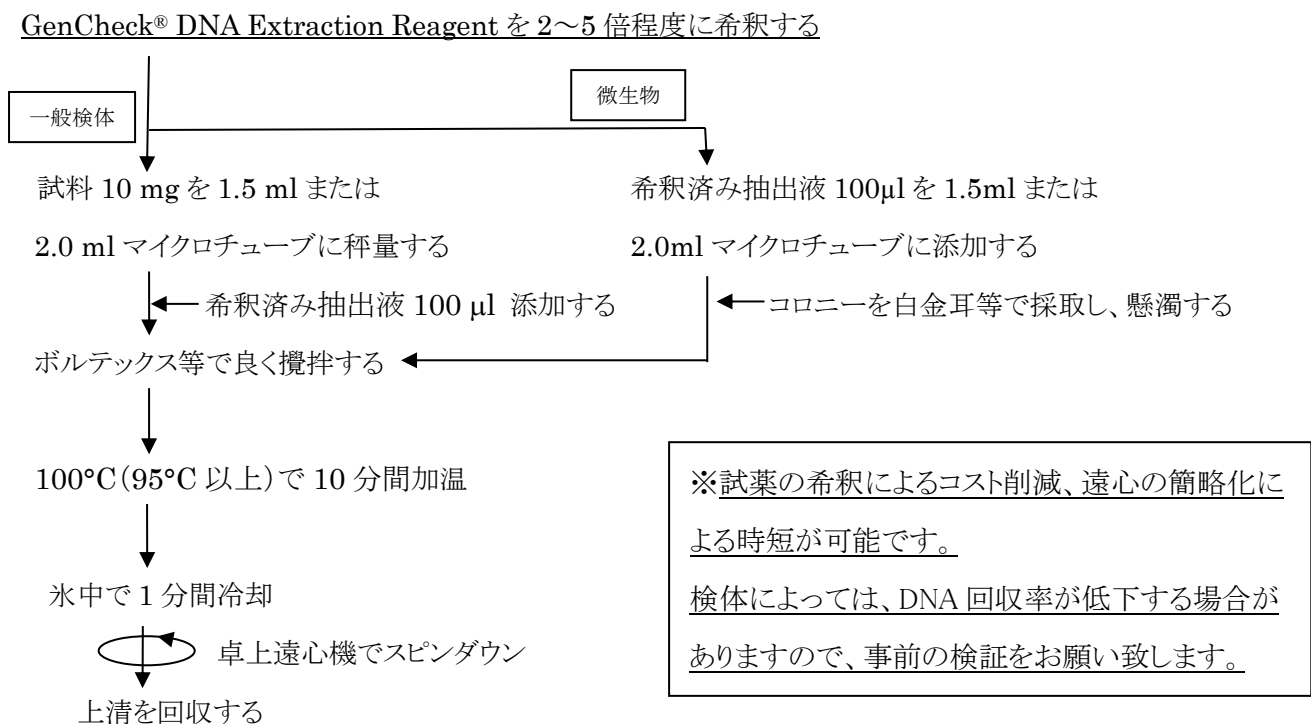 GenCheck® DNA Extraction Reagent を 2～5 倍程度に希釈する
一般検体
微生物
試料 10 mg を 1.5 ml または
2.0 ml マイクロチューブに秤量する
希釈済み抽出液 100μl を 1.5ml または
2.0ml マイクロチューブに添加する
希釈済み抽出液 100 μl 添加する
コロニーを白金耳等で採取し、懸濁する
ボルテックス等で良く攪拌する
100°C（95°C 以上）で 10 分間加温
氷中で 1 分間冷却
卓上遠心機でスピンダウン
上清を回収する
※試薬の希釈によるコスト削減、遠心の簡略化に
よる時短が可能です。
検体によっては、DNA 回収率が低下する場合が
ありますので、事前の検証をお願い致します。